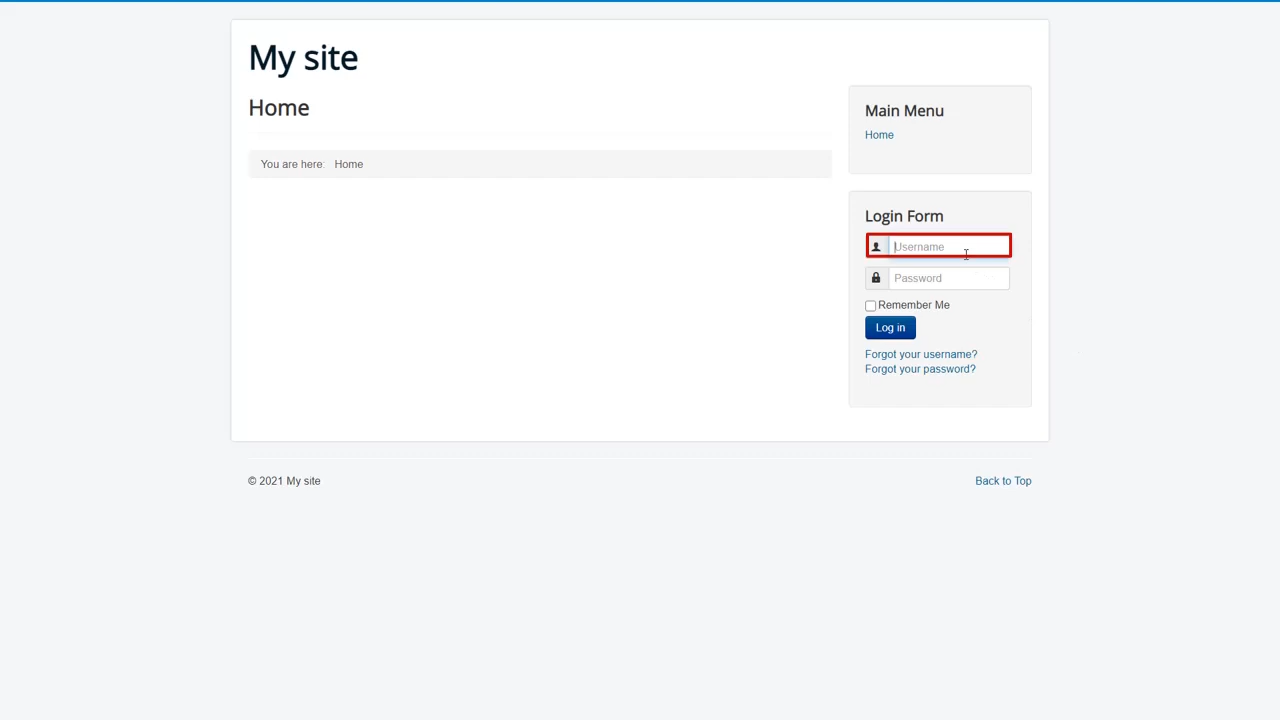 My site
Home
You are here: Home
Main Menu
Home
Login Form
Username
Password
Remember Me
Log in
Forgot your username?
Forgot your password?
© 2021 My site
Back to Top